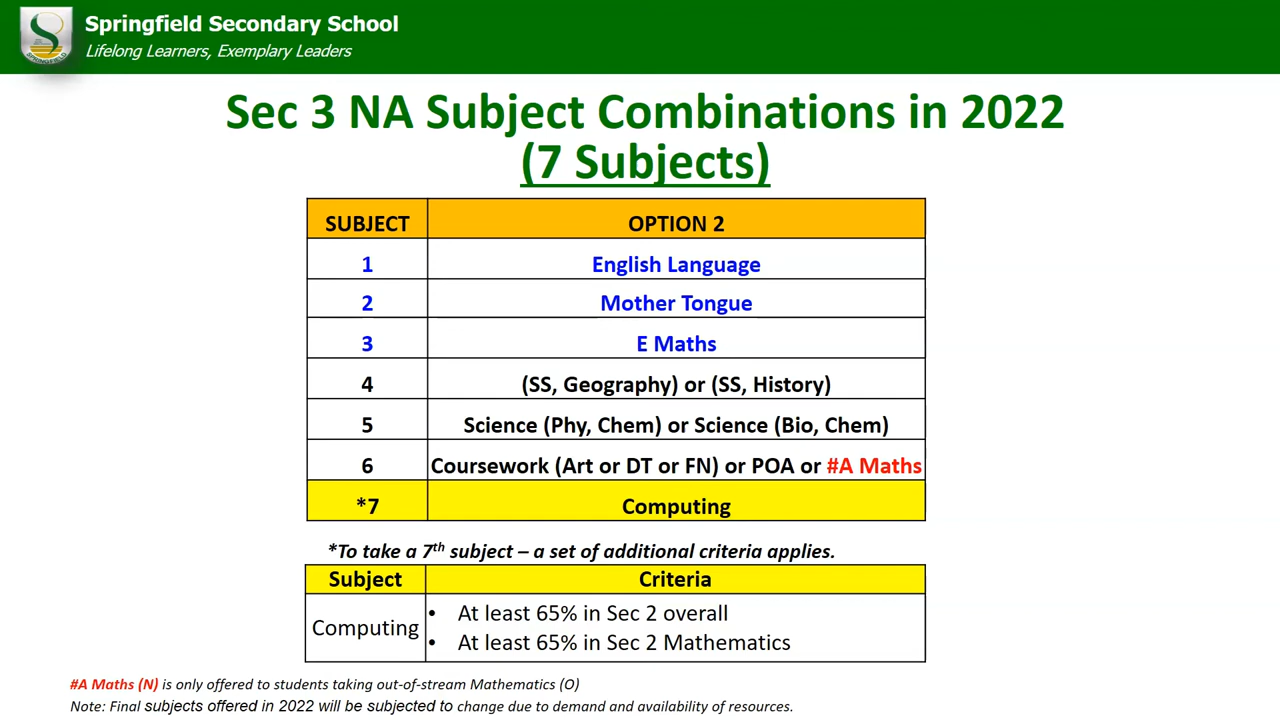 Springfield Secondary School
Lifelong Learners, Exemplary Leaders
SPRINGFIELD
Sec 3 NA Subject Combinations in 2022
(7 Subjects)
SUBJECT OPTION 2
1 English Language
2 Mother Tongue
3 E Maths
4 (SS, Geography) or (SS, History)
5 Science (Phy, Chem) or Science (Bio, Chem)
6 Coursework (Art or DT or FN) or POA or #A Maths
*7 Computing
*To take a 7th subject – a set of additional criteria applies.
Subject Criteria
Computing
• At least 65% in Sec 2 overall
• At least 65% in Sec 2 Mathematics
#A Maths (N) is only offered to students taking out-of-stream Mathematics (O)
Note: Final subjects offered in 2022 will be subjected to change due to demand and availability of resources.